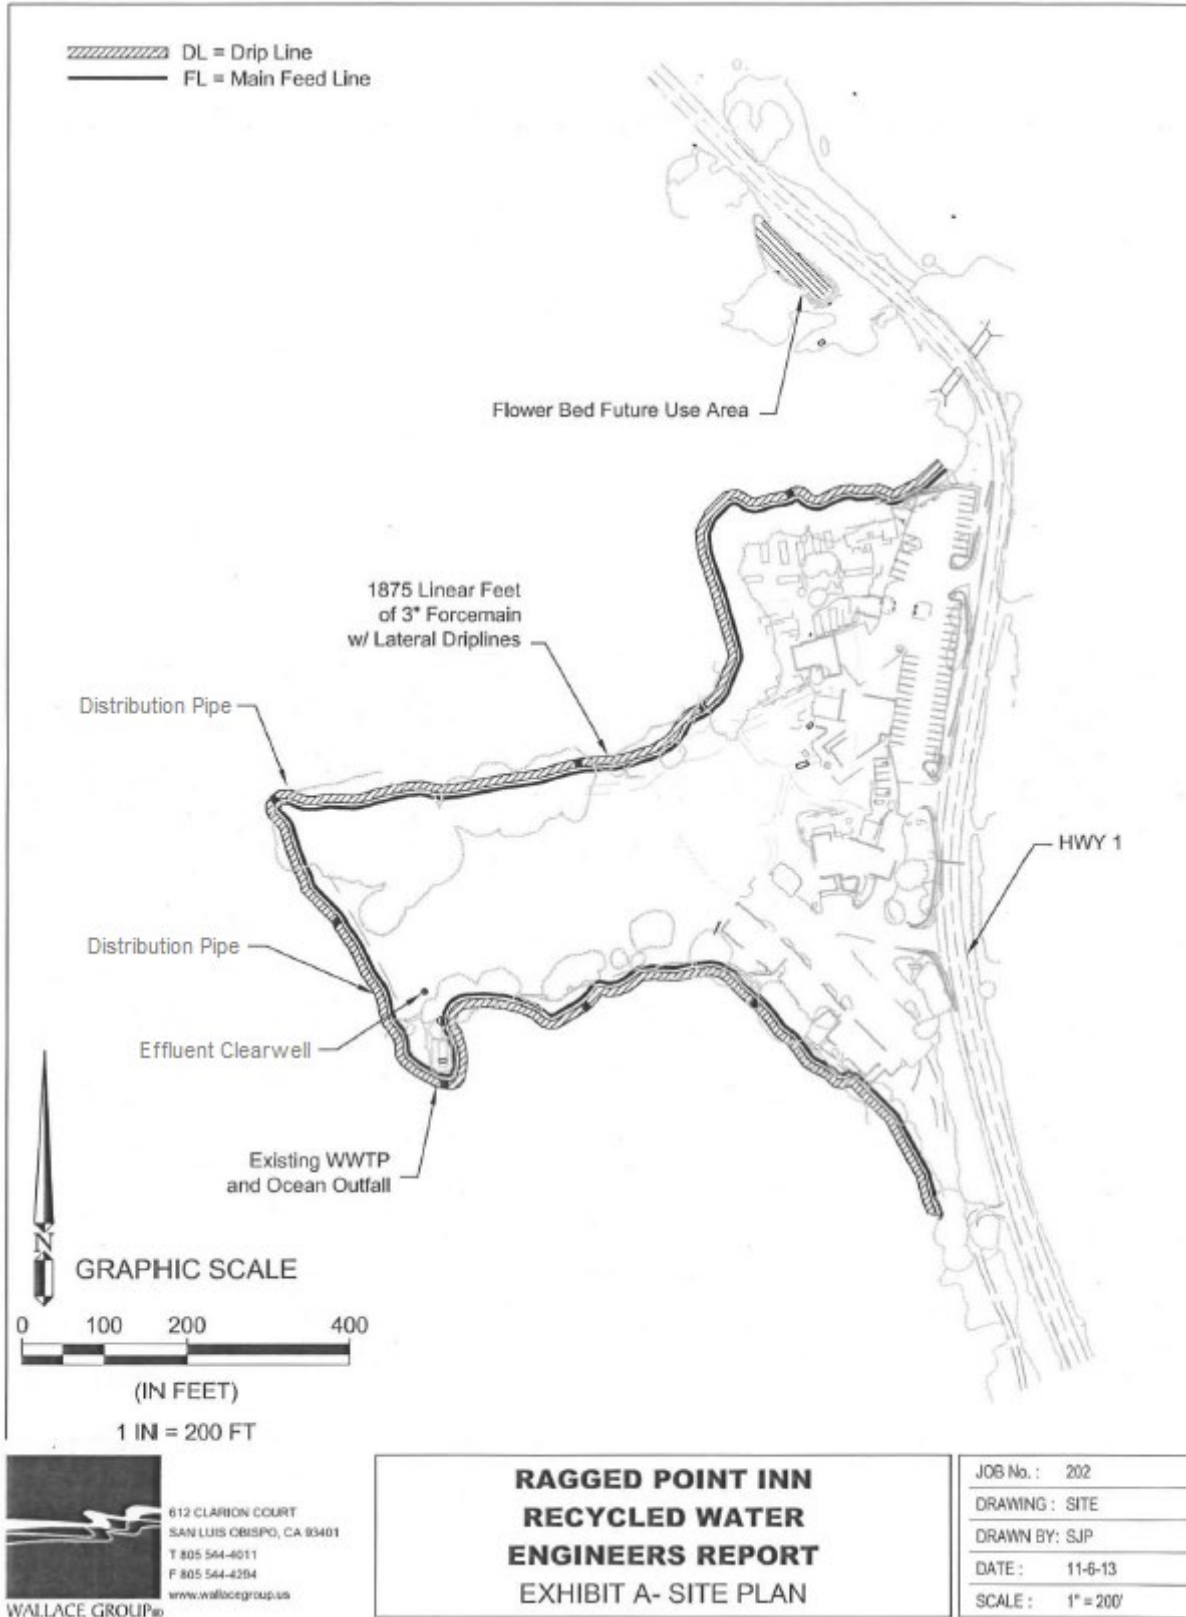 DL = Drip Line
FL = Main Feed Line
Flower Bed Future Use Area
1875 Linear Feet
of 3" Forcemain
w/ Lateral Driplines
Distribution Pipe
HWY 1
Distribution Pipe
Effluent Clearwell
Existing WWTP
and Ocean Outfall
N
GRAPHIC SCALE
0 100 200 400
(IN FEET)
1 IN = 200 FT
612 CLARION COURT
SAN LUIS OBISPO, CA 93401
T 805 544-4011
F 805 544-4294
www.wallacegroup.us
WALLACE GROUP
RAGGED POINT INN
RECYCLED WATER
ENGINEERS REPORT
EXHIBIT A- SITE PLAN
JOB No. : 202
DRAWING : SITE
DRAWN BY: SJP
DATE : 11-6-13
SCALE : 1" = 200'